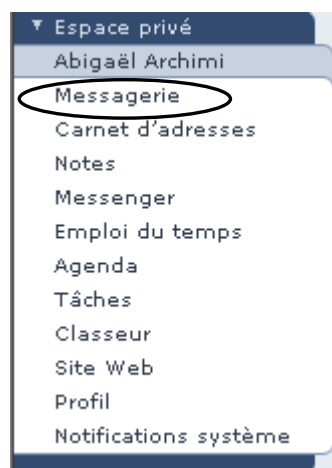 ▼ Espace privé
Abigaël Archimi
Messagerie
Carnet d'adresses
Notes
Messenger
Emploi du temps
Agenda
Tâches
Classeur
Site Web
Profil
Notifications système